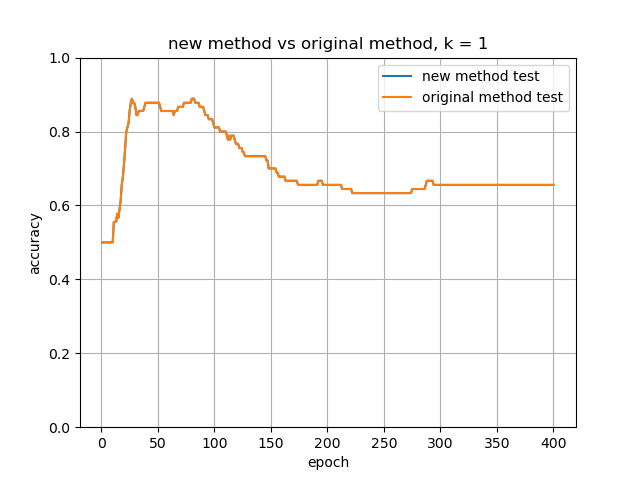 new method vs original method, k = 1
new method test
original method test
accuracy
1.0
0.8
0.6
0.4
0.2
0.0
0 50 100 150 200 250 300 350 400
epoch